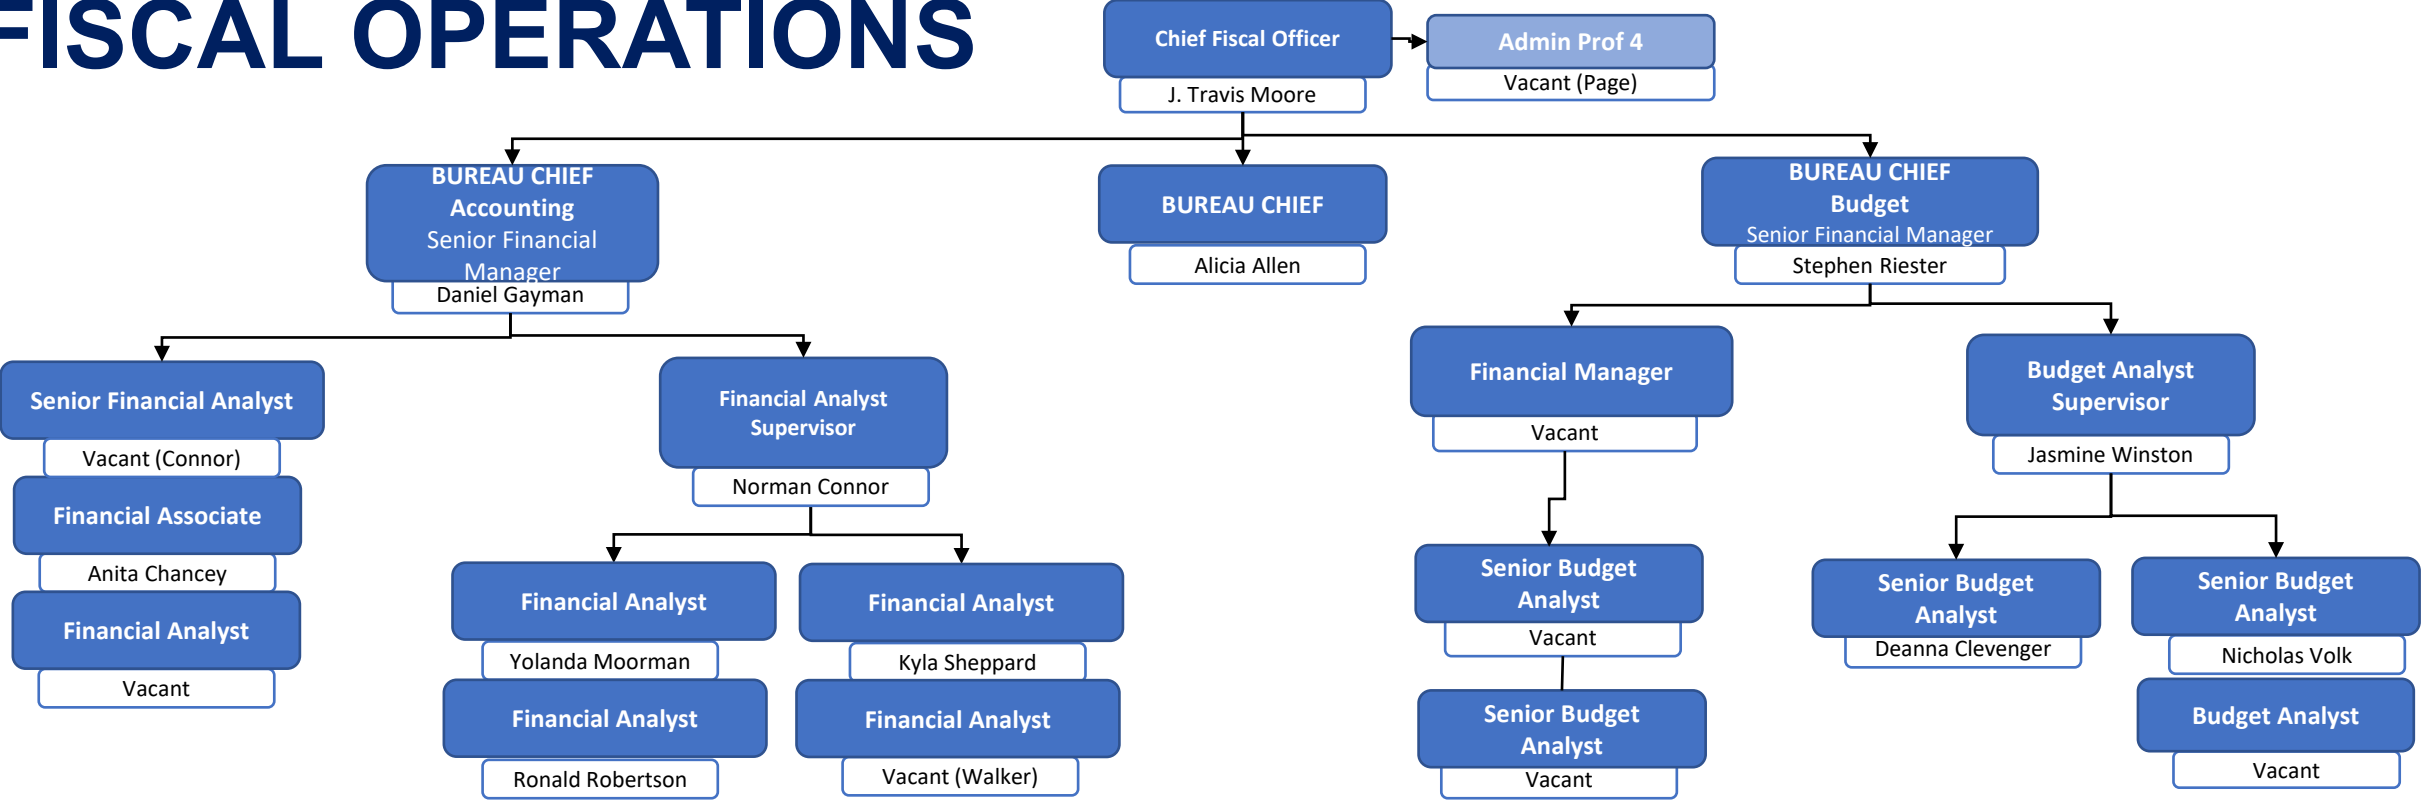 FISCAL OPERATIONS
Chief Fiscal Officer
J. Travis Moore
Admin Prof 4
Vacant (Page)
BUREAU CHIEF
Accounting
Senior Financial
Manager
Daniel Gayman
BUREAU CHIEF
Alicia Allen
BUREAU CHIEF
Budget
Senior Financial Manager
Stephen Riester
Senior Financial Analyst
Vacant (Connor)
Financial Associate
Anita Chancey
Financial Analyst
Vacant
Financial Analyst
Supervisor
Norman Connor
Financial Analyst
Yolanda Moorman
Financial Analyst
Ronald Robertson
Financial Analyst
Kyla Sheppard
Financial Analyst
Vacant (Walker)
Financial Manager
Vacant
Senior Budget
Analyst
Vacant
Senior Budget
Analyst
Vacant
Budget Analyst
Supervisor
Jasmine Winston
Senior Budget
Analyst
Deanna Clevenger
Senior Budget
Analyst
Nicholas Volk
Budget Analyst
Vacant